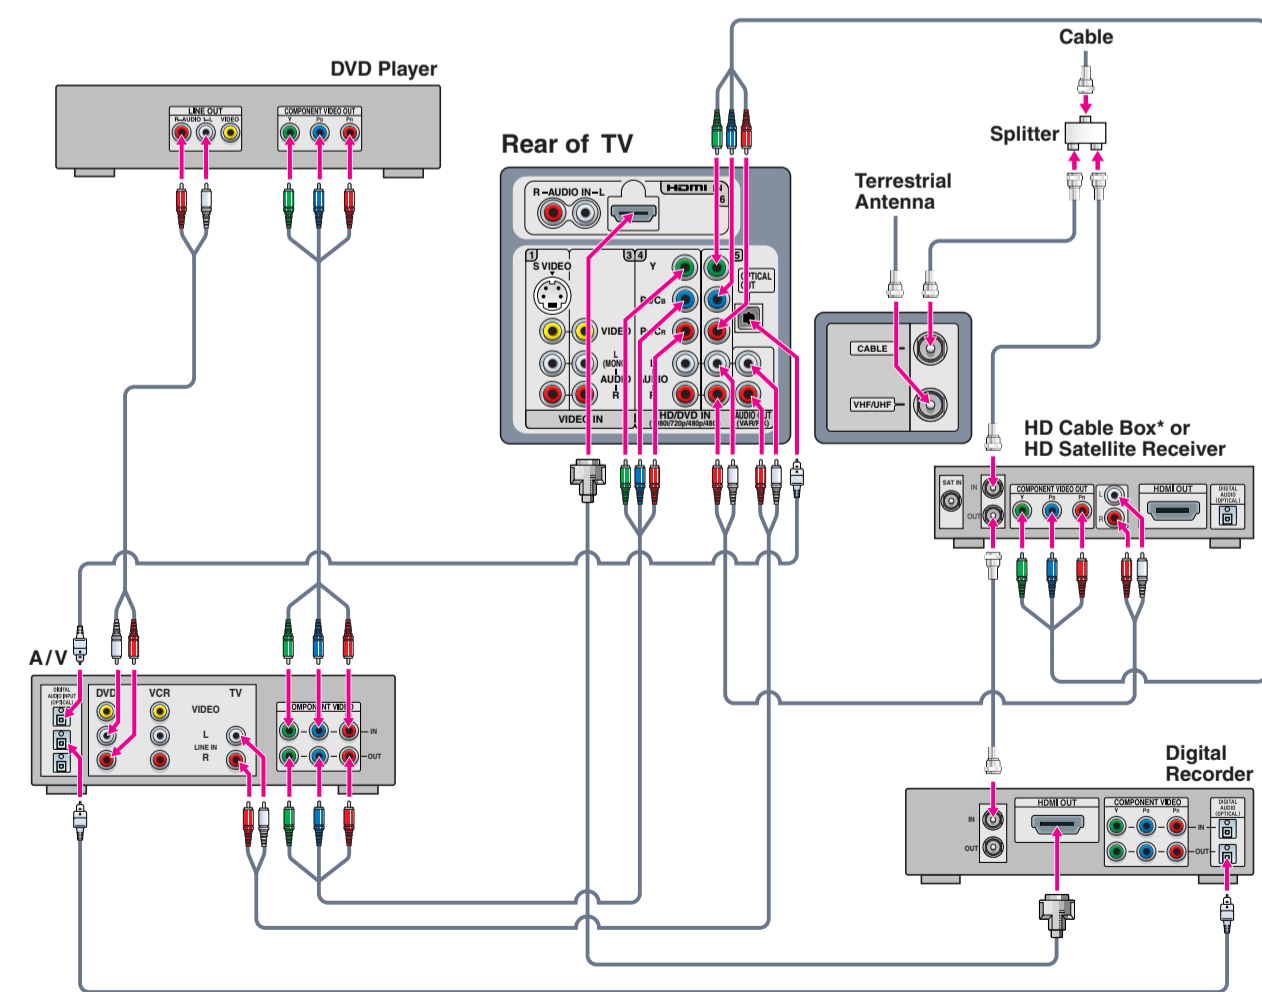 Cable
DVD Player
LINE OUT
R–AUDIO–L VIDEO
COMPONENT VIDEO OUT
Y PB PR
Splitter
Rear of TV
Terrestrial
Antenna
R–AUDIO IN–L
HDMI IN
6
1
3 4
5
S VIDEO
Y
OPTICAL
OUT
VIDEO
L
(MONO)
AUDIO
R
L
AUDIO
R
VIDEO IN
HD/DVD IN
(1080i/720p/480p/480i)
AUDIO OUT
(VAR/FIX)
CABLE
VHF/UHF
HD Cable Box* or
HD Satellite Receiver
SAT IN
IN
OUT
COMPONENT VIDEO OUT
Y PB PR
L
R
HDMI OUT
DIGITAL
AUDIO
(OPTICAL)
A/V
DIGITAL
AUDIO INPUT
(OPTICAL)
DVD VCR TV
VIDEO
L
LINE IN
R
COMPONENT VIDEO
IN
OUT
Digital
Recorder
IN
OUT
HDMI OUT
COMPONENT VIDEO
Y PB PR
IN
OUT
DIGITAL
AUDIO
(OPTICAL)